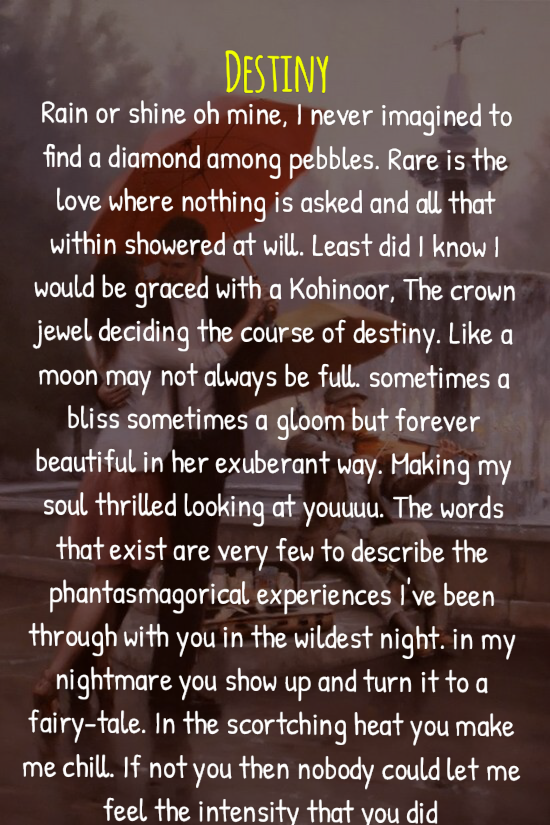 Destiny
Rain or shine oh mine, I never imagined to
find a diamond among pebbles. Rare is the
love where nothing is asked and all that
within showered at will. Least did I know I
would be graced with a Kohinoor, The crown
jewel deciding the course of destiny. Like a
moon may not always be full. sometimes a
bliss sometimes a gloom but forever
beautiful in her exuberant way. Making my
soul thrilled looking at youuuu. The words
that exist are very few to describe the
phantasmagorical experiences I've been
through with you in the wildest night. in my
nightmare you show up and turn it to a
fairy-tale. In the scortching heat you make
me chill. If not you then nobody could let me
feel the intensity that you did